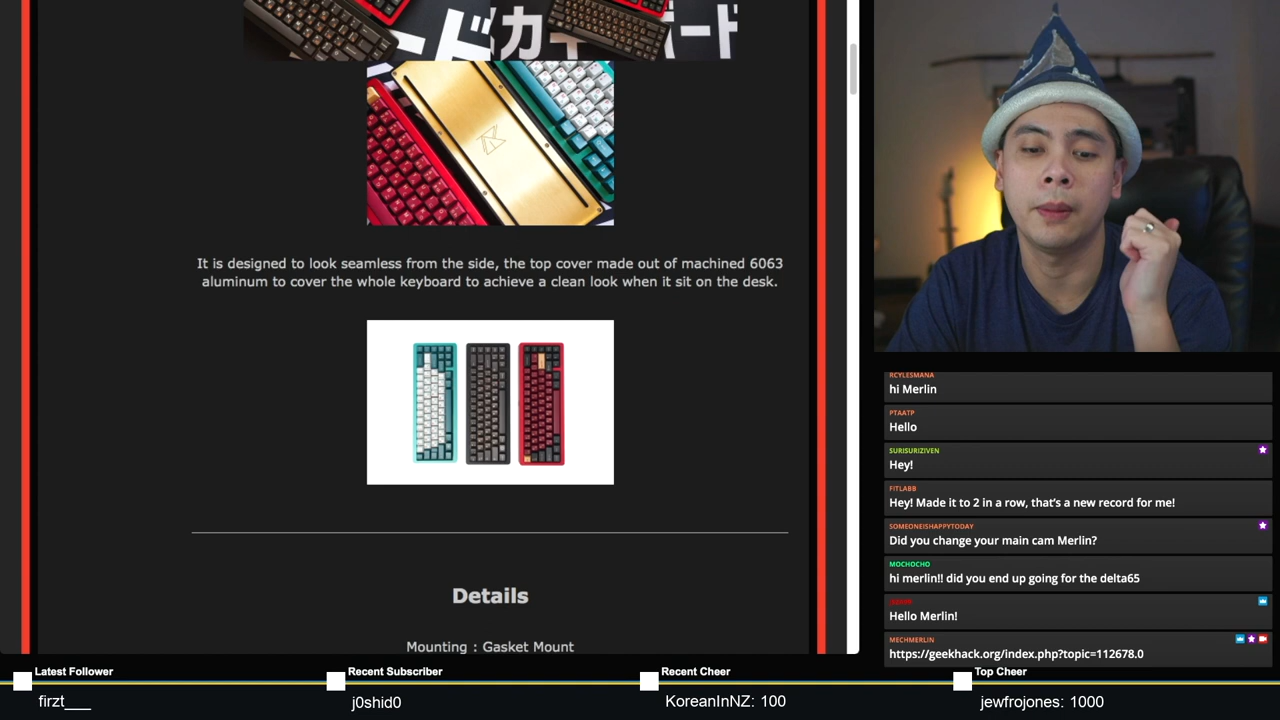 It is designed to look seamless from the side, the top cover made out of machined 6063
aluminum to cover the whole keyboard to achieve a clean look when it sit on the desk.
Details
Mounting : Gasket Mount
RCYLESMANA
hi Merlin
PTAATP
Hello
SURISURIZIVEN
Hey!
FITLABB
Hey! Made it to 2 in a row, that's a new record for me!
SOMEONEISHAPPYTODAY
Did you change your main cam Merlin?
MOCHOCHO
hi merlin!! did you end up going for the delta65
Hello Merlin!
MECHMERLIN
https://geekhack.org/index.php?topic=112678.0
Latest Follower
firzt___
Recent Subscriber
j0shid0
Recent Cheer
KoreanInNZ: 100
Top Cheer
jewfrojones: 1000